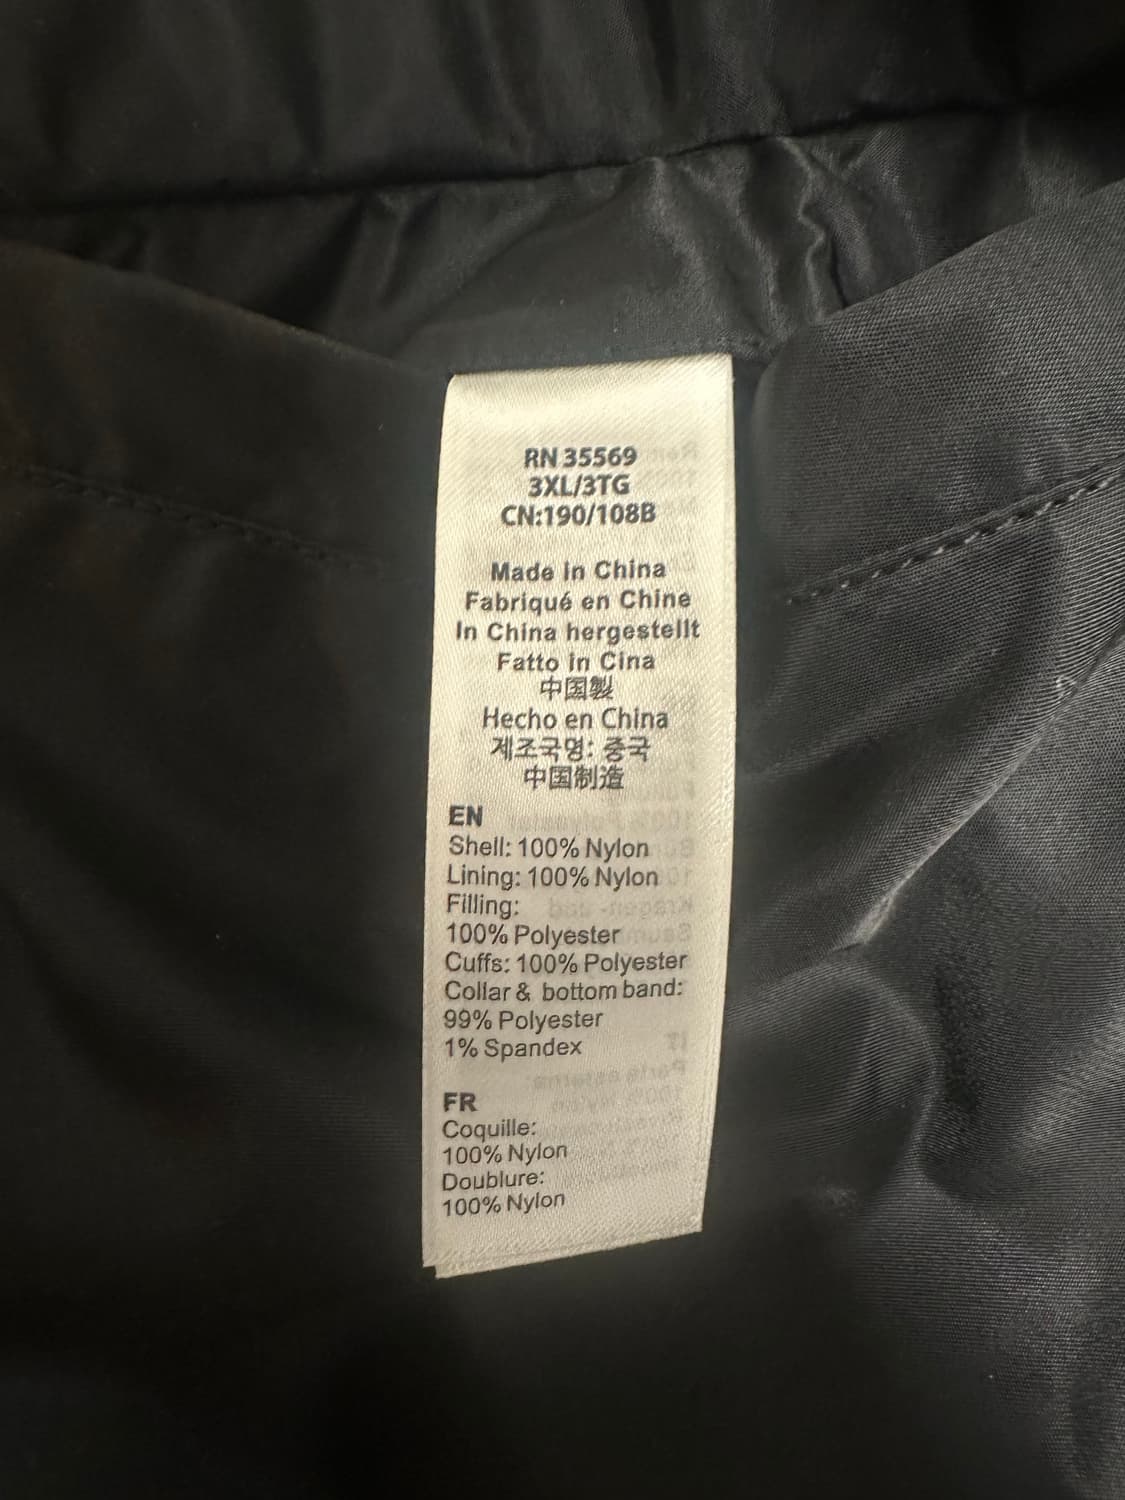 RN 35569
3XL/3TG
CN:190/108B
Made in China
Fabriqué en Chine
In China hergestellt
Fatto in Cina
中国製
Hecho en China
제조국명: 중국
中国制造
EN
Shell: 100% Nylon
Lining: 100% Nylon
Filling:
100% Polyester
Cuffs: 100% Polyester
Collar & bottom band:
99% Polyester
1% Spandex
FR
Coquille:
100% Nylon
Doublure:
100% Nylon